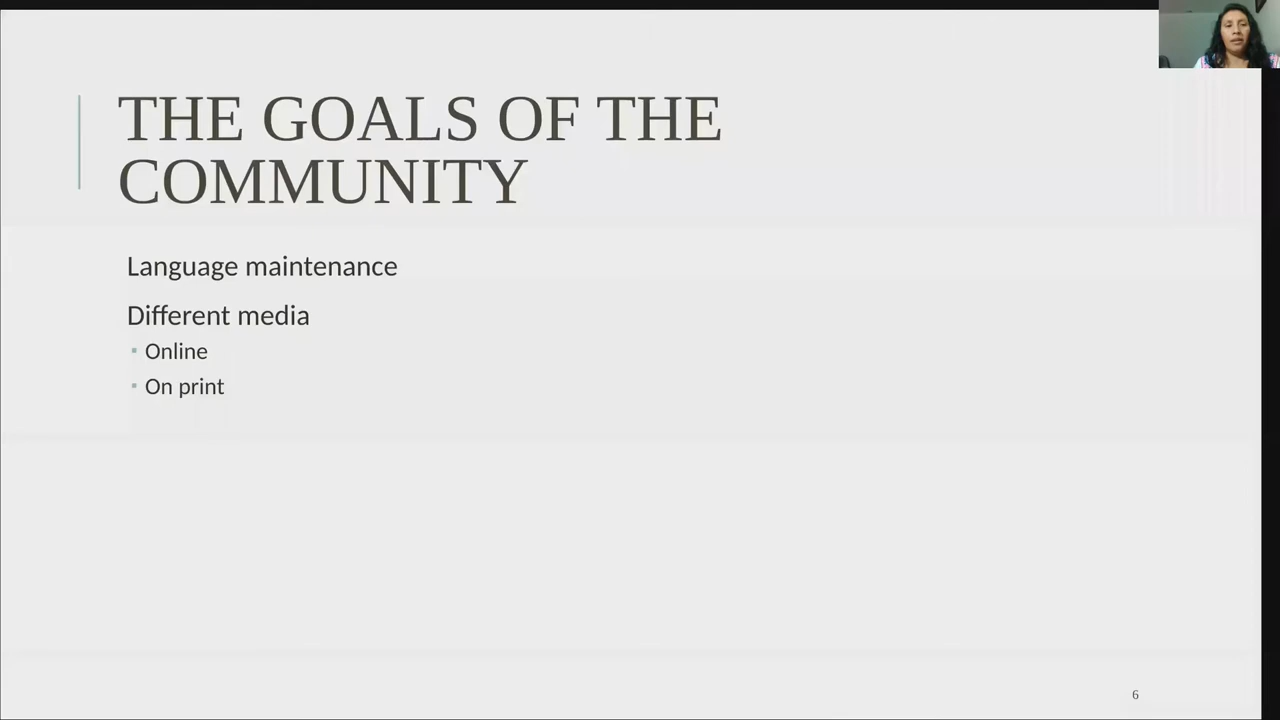 THE GOALS OF THE
COMMUNITY
Language maintenance
Different media
▪ Online
▪ On print
6